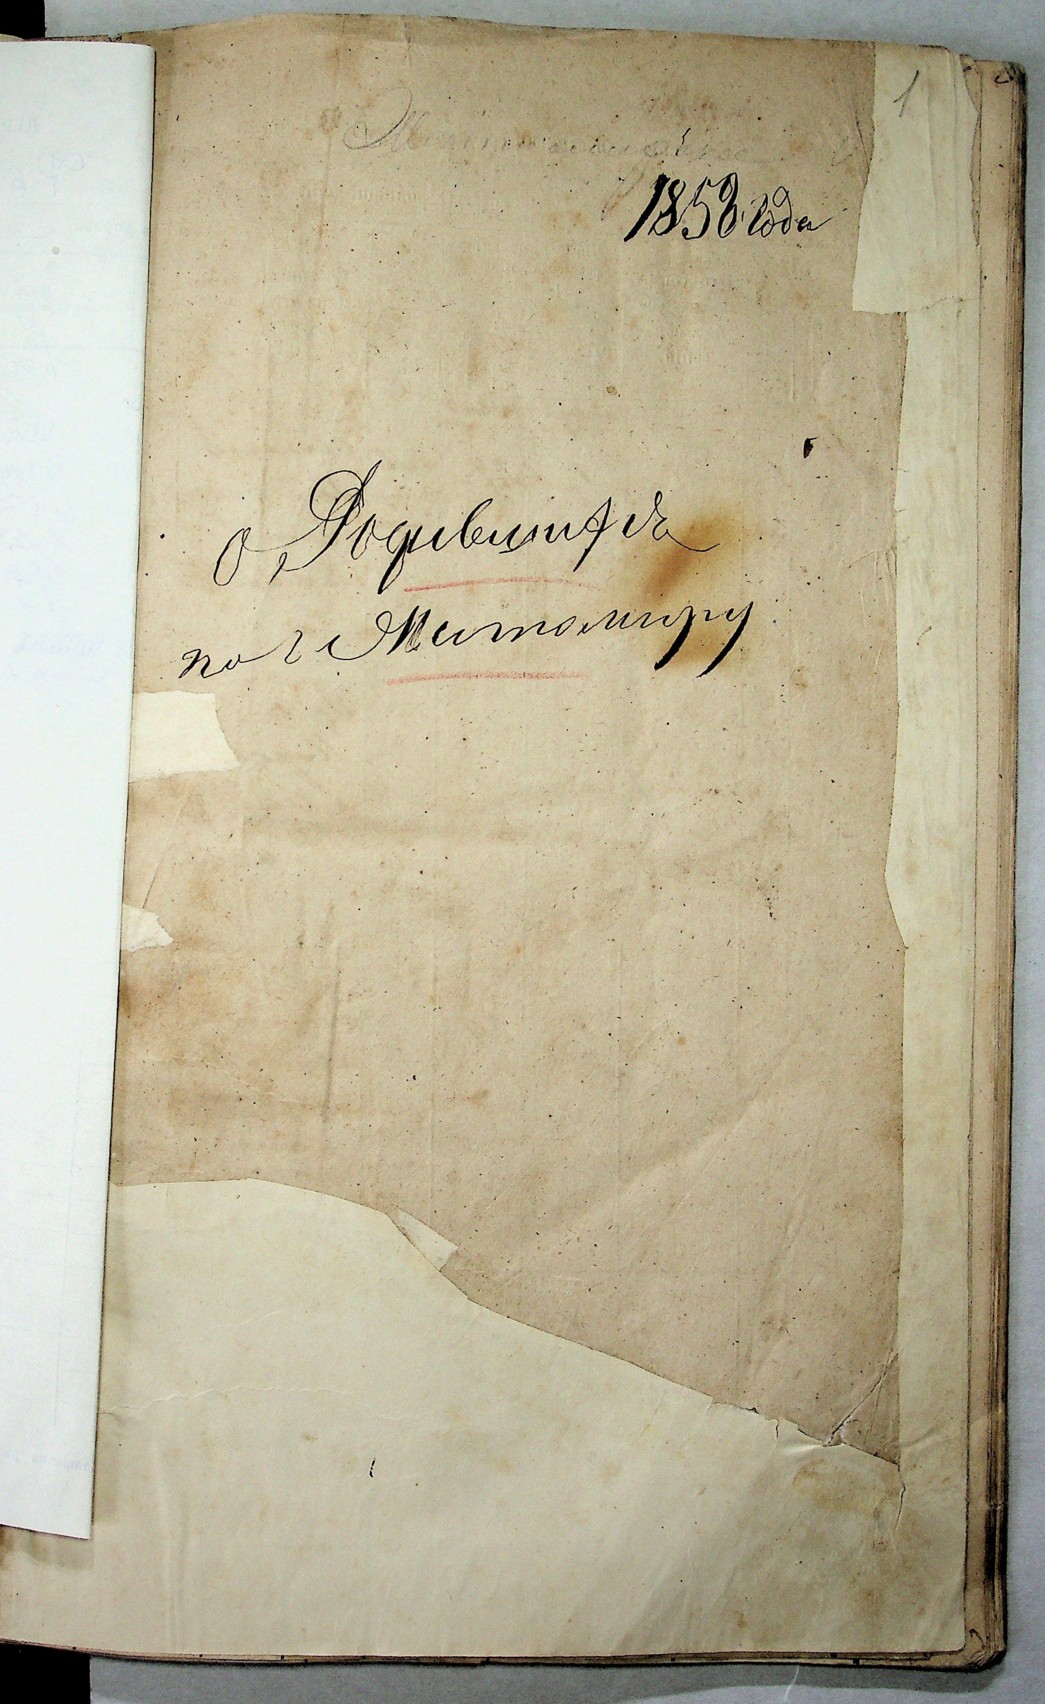 1
1858 года
о Родившихся
по г Житомиру